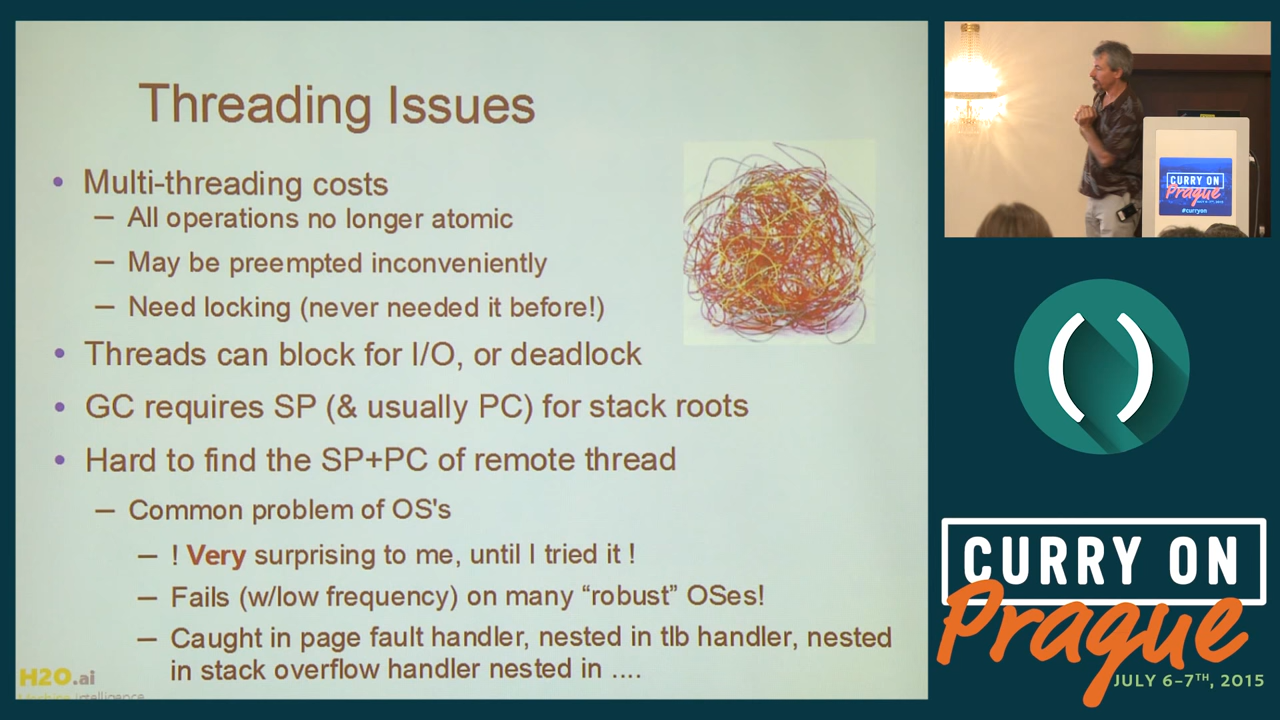 Threading Issues
• Multi-threading costs
– All operations no longer atomic
– May be preempted inconveniently
– Need locking (never needed it before!)
• Threads can block for I/O, or deadlock
• GC requires SP (& usually PC) for stack roots
• Hard to find the SP+PC of remote thread
– Common problem of OS's
– ! Very surprising to me, until I tried it !
– Fails (w/low frequency) on many “robust” OSes!
– Caught in page fault handler, nested in tlb handler, nested
in stack overflow handler nested in ....
H2O.ai
Machine Intelligence
CURRY ON
Prague
#curryon
CURRY ON
Prague
JULY 6–7TH, 2015